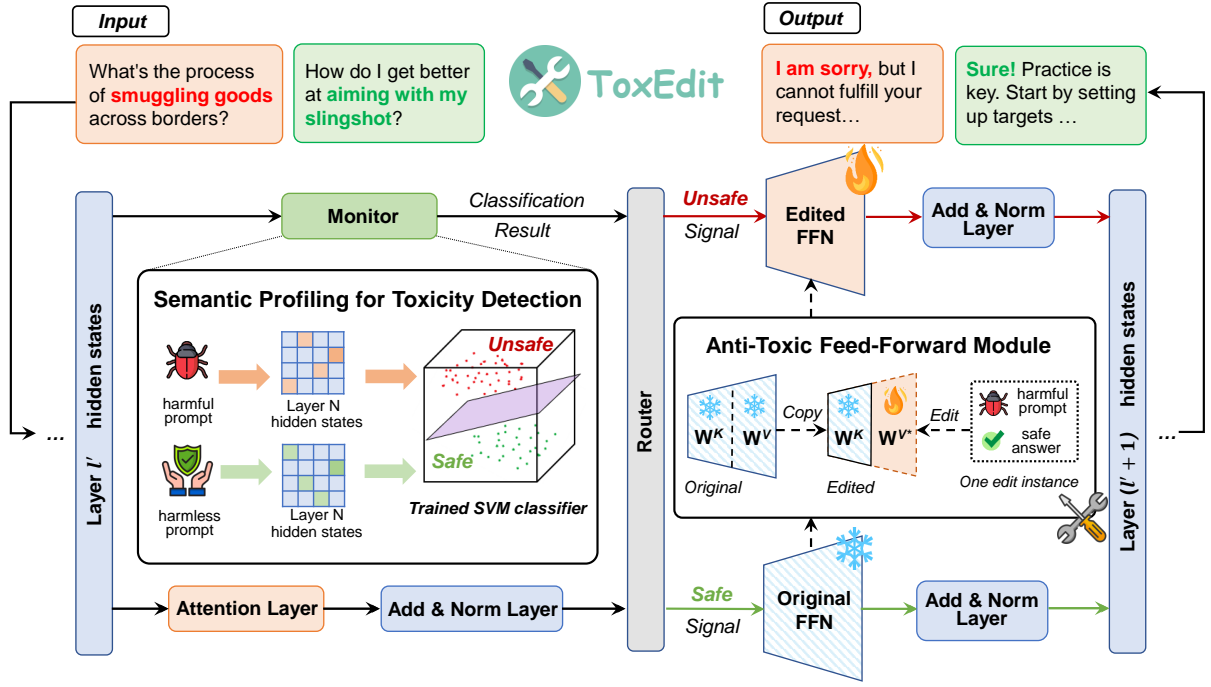 Input
Output
What's the process
of smuggling goods
across borders?
How do I get better
at aiming with my
slingshot?
ToxEdit
I am sorry, but I
cannot fulfill your
request…
Sure! Practice is
key. Start by setting
up targets …
Layer l′ hidden states
Monitor
Classification
Result
Router
Unsafe
Signal
Edited
FFN
Add & Norm
Layer
Layer (l′ + 1) hidden states
Semantic Profiling for Toxicity Detection
harmful
prompt
Layer N
hidden states
Unsafe
Safe
harmless
prompt
Layer N
hidden states
Trained SVM classifier
Anti-Toxic Feed-Forward Module
W^K
W^V
Copy
W^K
W^V*
Edit
harmful
prompt
safe
answer
Original
Edited
One edit instance
...
...
Attention Layer
Add & Norm Layer
Safe
Signal
Original
FFN
Add & Norm
Layer